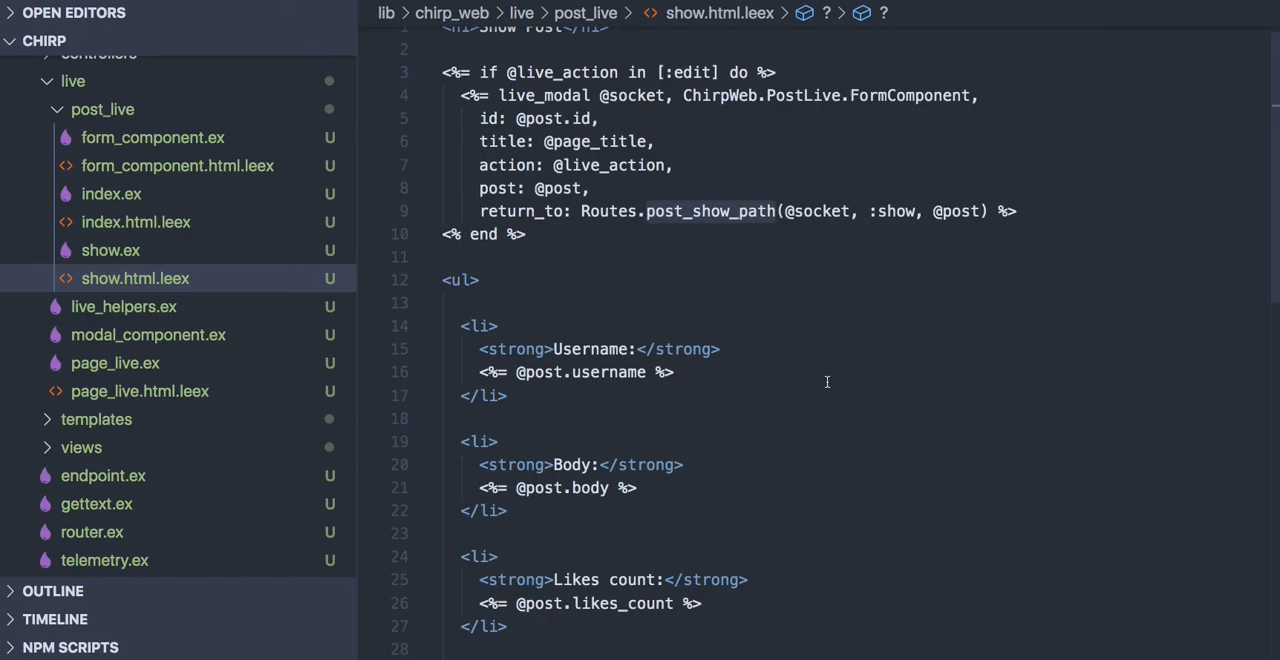 OPEN EDITORS
CHIRP
controllers
live
post_live
form_component.ex U
form_component.html.leex U
index.ex U
index.html.leex U
show.ex U
show.html.leex U
live_helpers.ex U
modal_component.ex U
page_live.ex U
page_live.html.leex U
templates
views
endpoint.ex U
gettext.ex U
router.ex U
telemetry.ex U
OUTLINE
TIMELINE
NPM SCRIPTS
lib > chirp_web > live > post_live > <> show.html.leex > ? > ?
1 <h1>Show Post</h1>
2
3 <%= if @live_action in [:edit] do %>
4 <%= live_modal @socket, ChirpWeb.PostLive.FormComponent,
5 id: @post.id,
6 title: @page_title,
7 action: @live_action,
8 post: @post,
9 return_to: Routes.post_show_path(@socket, :show, @post) %>
10 <% end %>
11
12 <ul>
13
14 <li>
15 <strong>Username:</strong>
16 <%= @post.username %>
17 </li>
18
19 <li>
20 <strong>Body:</strong>
21 <%= @post.body %>
22 </li>
23
24 <li>
25 <strong>Likes count:</strong>
26 <%= @post.likes_count %>
27 </li>
28